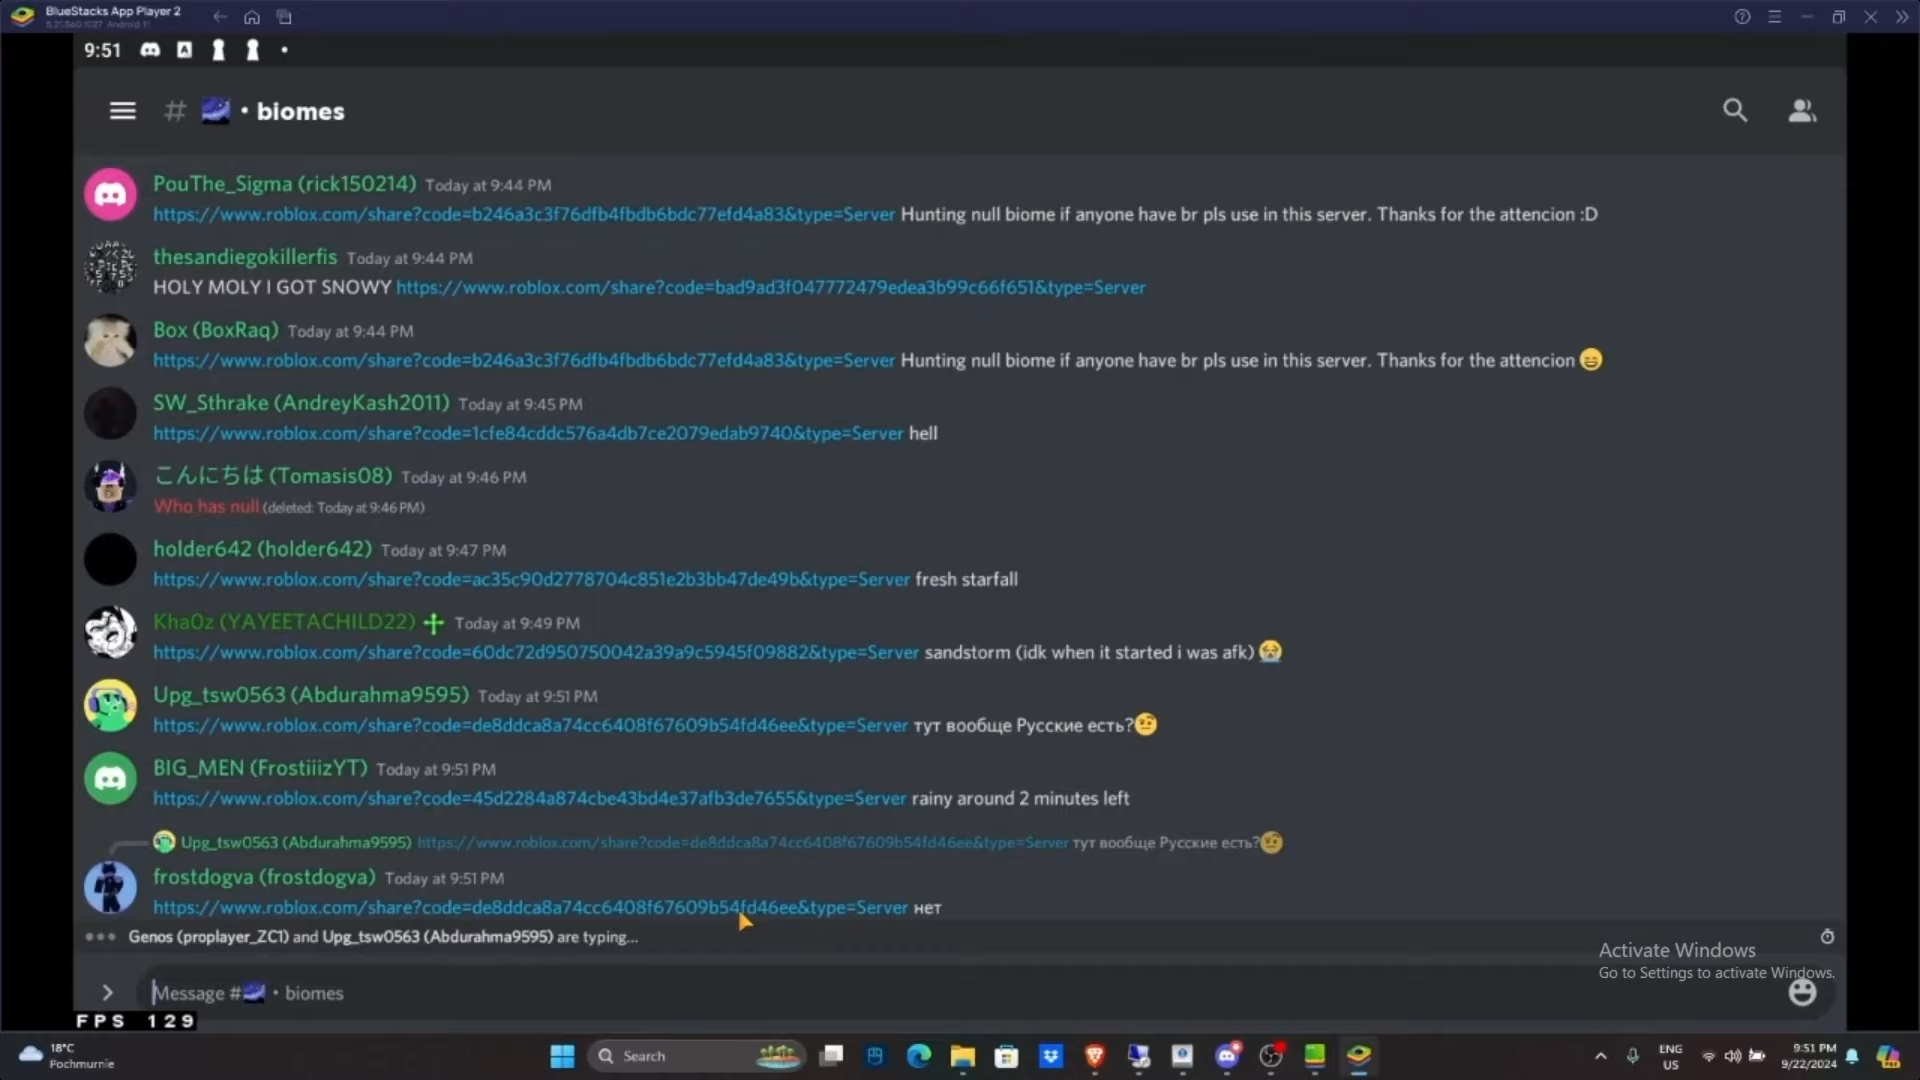 BlueStacks App Player 2
5.21.560.1027 Android 11
9:51
# • biomes
PouThe_Sigma (rick150214) Today at 9:44 PM
https://www.roblox.com/share?code=b246a3c3f76dfb4fbdb6bdc77efd4a83&type=Server Hunting null biome if anyone have br pls use in this server. Thanks for the attencion :D
thesandiegokillerfis Today at 9:44 PM
HOLY MOLY I GOT SNOWY https://www.roblox.com/share?code=bad9ad3f047772479edea3b99c66f651&type=Server
Box (BoxRaq) Today at 9:44 PM
https://www.roblox.com/share?code=b246a3c3f76dfb4fbdb6bdc77efd4a83&type=Server Hunting null biome if anyone have br pls use in this server. Thanks for the attencion 😄
SW_Sthrake (AndreyKash2011) Today at 9:45 PM
https://www.roblox.com/share?code=1cfe84cddc576a4db7ce2079edab9740&type=Server hell
こんにちは (Tomasis08) Today at 9:46 PM
Who has null (deleted: Today at 9:46 PM)
holder642 (holder642) Today at 9:47 PM
https://www.roblox.com/share?code=ac35c90d2778704c851e2b3bb47de49b&type=Server fresh starfall
Kha0z (YAYEETACHILD22) Today at 9:49 PM
https://www.roblox.com/share?code=60dc72d950750042a39a9c5945f09882&type=Server sandstorm (idk when it started i was afk) 😭
Upg_tsw0563 (Abdurahma9595) Today at 9:51 PM
https://www.roblox.com/share?code=de8ddca8a74cc6408f67609b54fd46ee&type=Server тут вообще Русские есть?🤨
BIG_MEN (FrostiiizYT) Today at 9:51 PM
https://www.roblox.com/share?code=45d2284a874cbe43bd4e37afb3de7655&type=Server rainy around 2 minutes left
Upg_tsw0563 (Abdurahma9595) https://www.roblox.com/share?code=de8ddca8a74cc6408f67609b54fd46ee&type=Server тут вообще Русские есть?🤨
frostdogva (frostdogva) Today at 9:51 PM
https://www.roblox.com/share?code=de8ddca8a74cc6408f67609b54fd46ee&type=Server нет
Genos (proplayer_ZC1) and Upg_tsw0563 (Abdurahma9595) are typing...
Activate Windows
Go to Settings to activate Windows.
Message # • biomes
FPS 129
18°C
Pochmurnie
Search
ENG
US
9:51 PM
9/22/2024